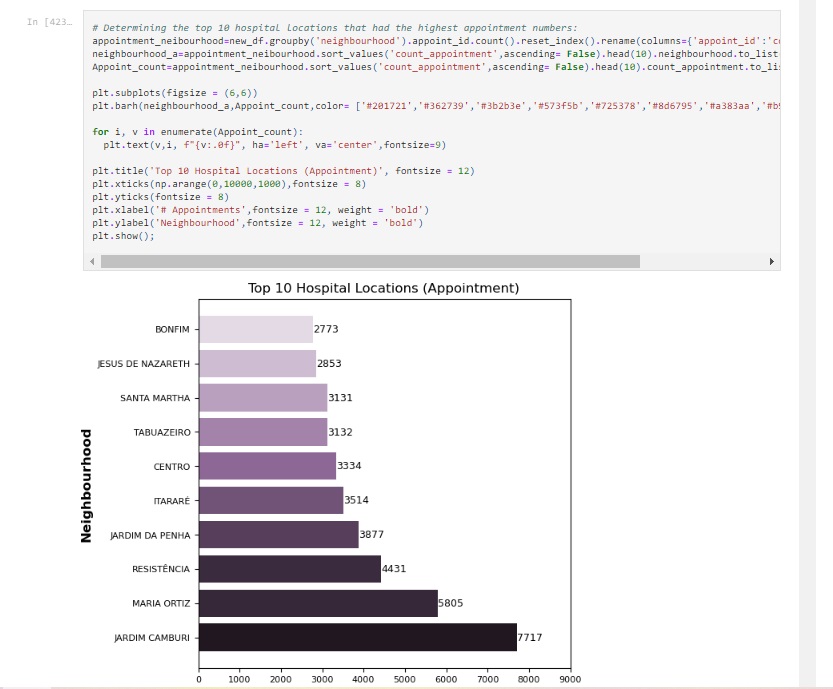 In [423…
# Determining the top 10 hospital Locations that had the highest appointment numbers:
appointment_neibourhood=new_df.groupby('neighbourhood').appoint_id.count().reset_index().rename(columns={'appoint_id':'c
neighbourhood_a=appointment_neibourhood.sort_values('count_appointment',ascending= False).head(10).neighbourhood.to_list
Appoint_count=appointment_neibourhood.sort_values('count_appointment',ascending= False).head(10).count_appointment.to_li
plt.subplots(figsize = (6,6))
plt.barh(neighbourhood_a,Appoint_count,color= ['#201721','#362739','#3b2b3e','#573f5b','#725378','#8d6795','#a383aa','#b
for i, v in enumerate(Appoint_count):
plt.text(v,i, f"{v:.0f}", ha='left', va='center',fontsize=9)
plt.title('Top 10 Hospital Locations (Appointment)', fontsize = 12)
plt.xticks(np.arange(0,10000,1000),fontsize = 8)
plt.yticks(fontsize = 8)
plt.xlabel('# Appointments',fontsize = 12, weight = 'bold')
plt.ylabel('Neighbourhood',fontsize = 12, weight = 'bold')
plt.show();
Top 10 Hospital Locations (Appointment)
Neighbourhood
BONFIM 2773
JESUS DE NAZARETH 2853
SANTA MARTHA 3131
TABUAZEIRO 3132
CENTRO 3334
ITARARÉ 3514
JARDIM DA PENHA 3877
RESISTÊNCIA 4431
MARIA ORTIZ 5805
JARDIM CAMBURI 7717
0 1000 2000 3000 4000 5000 6000 7000 8000 9000